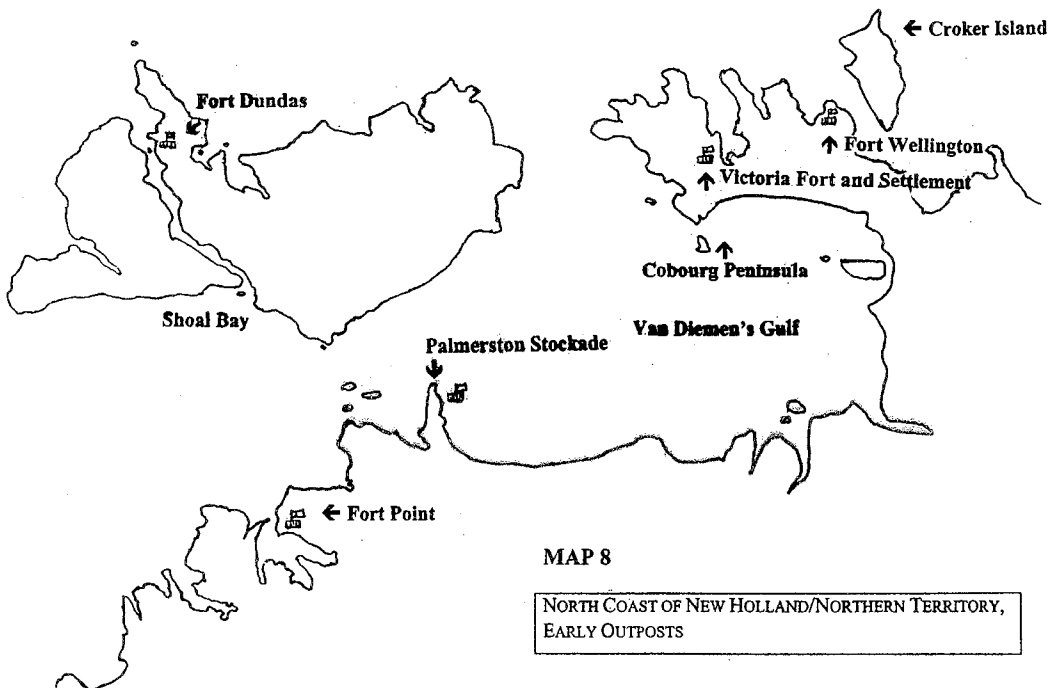 ← Croker Island
Fort Dundas
↑ Fort Wellington
↑ Victoria Fort and Settlement
↑
Cobourg Peninsula
Shoal Bay
Van Diemen's Gulf
Palmerston Stockade
← Fort Point
MAP 8
NORTH COAST OF NEW HOLLAND/NORTHERN TERRITORY,
EARLY OUTPOSTS